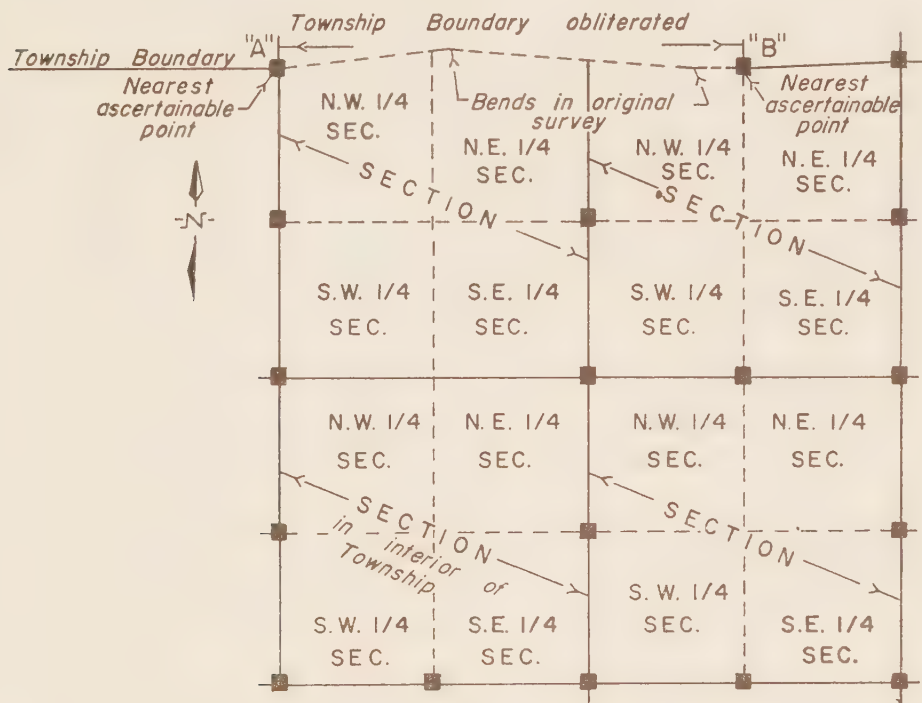 Township Boundary obliterated
"A"
"B"
Township Boundary
Nearest
ascertainable
point
Bends in original
survey
Nearest
ascertainable
point
N.W. 1/4
SEC.
N.E. 1/4
SEC.
N.W. 1/4
SEC.
N.E. 1/4
SEC.
SECTION
SECTION
N
S.W. 1/4
SEC.
S.E. 1/4
SEC.
S.W. 1/4
SEC.
S.E. 1/4
SEC.
N.W. 1/4
SEC.
N.E. 1/4
SEC.
N.W. 1/4
SEC.
N.E. 1/4
SEC.
SECTION
in interior of
Township
SECTION
S.W. 1/4
SEC.
S.E. 1/4
SEC.
S.W. 1/4
SEC.
S.E. 1/4
SEC.